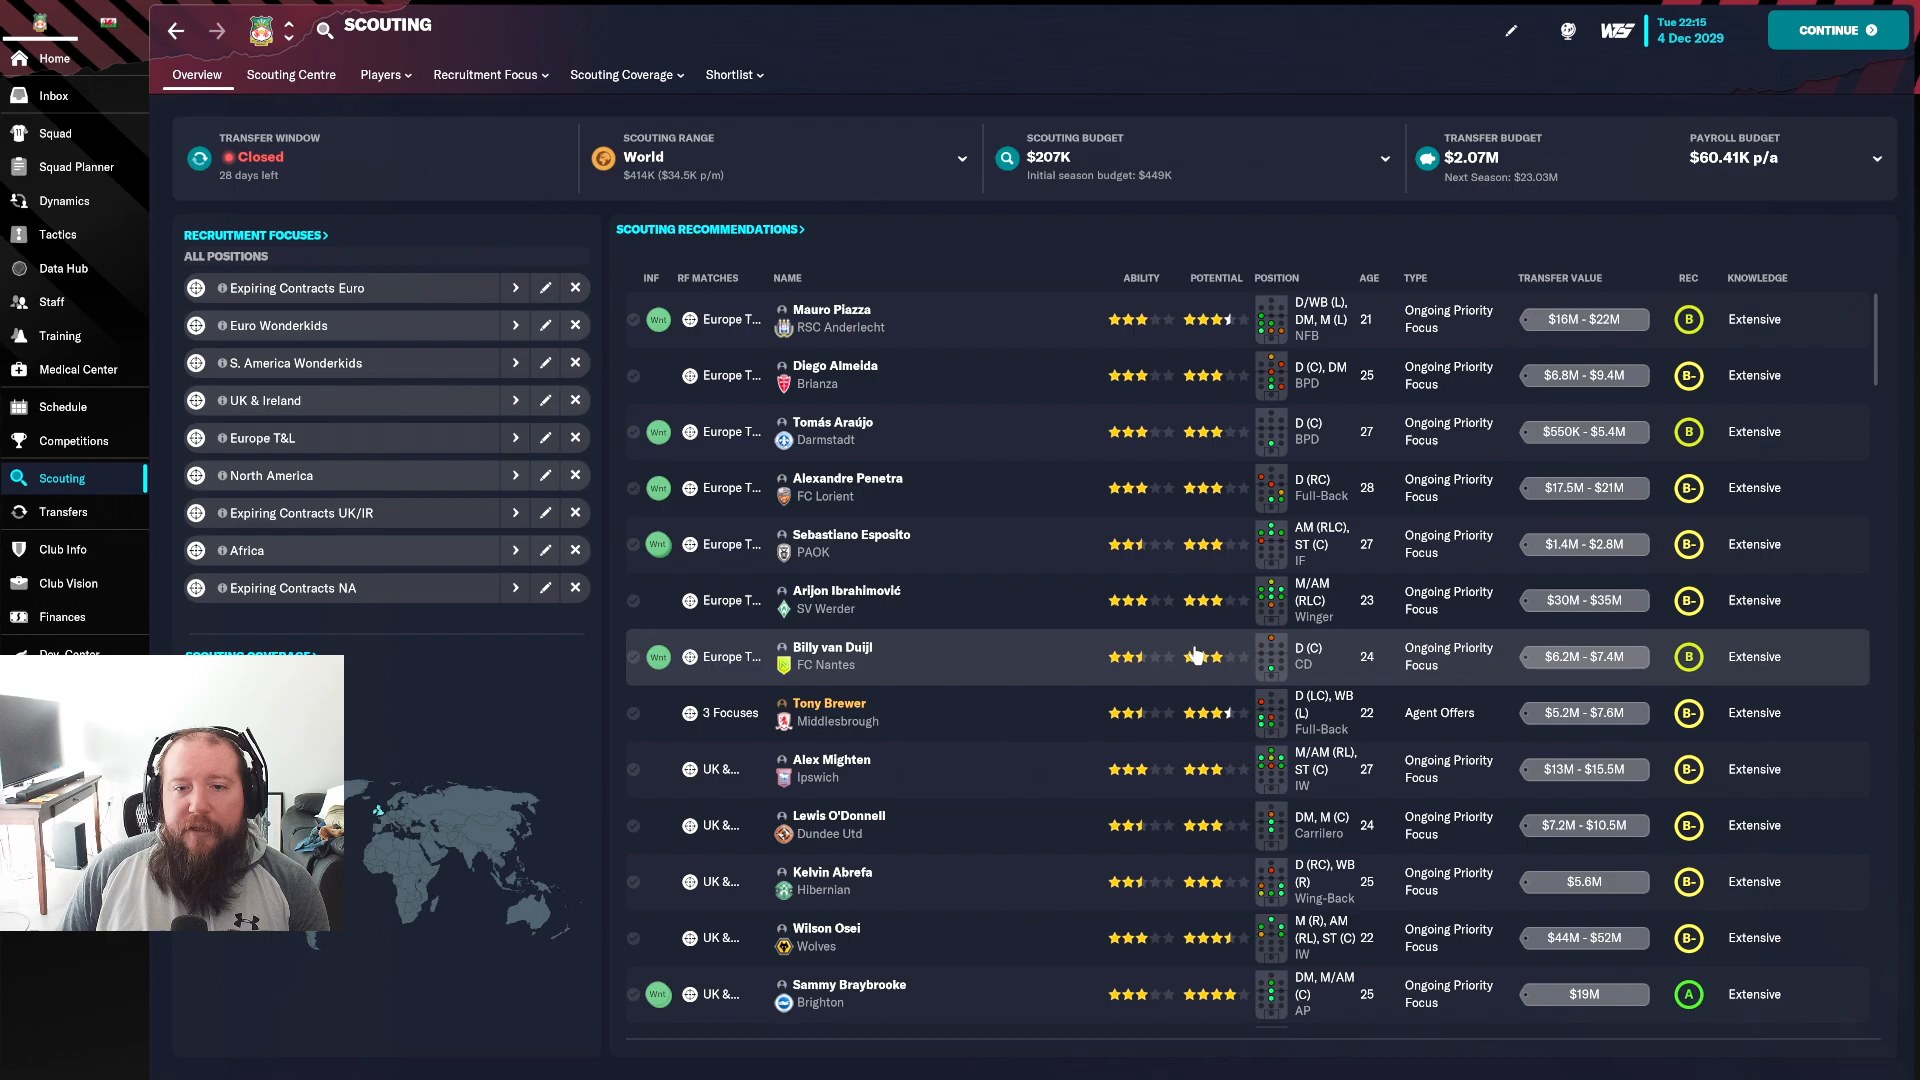 SCOUTING
Tue 22:15
4 Dec 2029
CONTINUE
Home
Inbox
Squad
Squad Planner
Dynamics
Tactics
Data Hub
Staff
Training
Medical Center
Schedule
Competitions
Scouting
Transfers
Club Info
Club Vision
Finances
Overview
Scouting Centre
Players
Recruitment Focus
Scouting Coverage
Shortlist
TRANSFER WINDOW
Closed
28 days left
SCOUTING RANGE
World
$414K ($34.5K p/m)
SCOUTING BUDGET
$207K
Initial season budget: $449K
TRANSFER BUDGET
$2.07M
Next Season: $23.03M
PAYROLL BUDGET
$60.41K p/a
RECRUITMENT FOCUSES>
ALL POSITIONS
Expiring Contracts Euro
Euro Wonderkids
S. America Wonderkids
UK & Ireland
Europe T&L
North America
Expiring Contracts UK/IR
Africa
Expiring Contracts NA
SCOUTING RECOMMENDATIONS>
INF RF MATCHES NAME ABILITY POTENTIAL POSITION AGE TYPE TRANSFER VALUE REC KNOWLEDGE
Wnt Europe T... Mauro Piazza RSC Anderlecht D/WB (L), DM, M (L) NFB 21 Ongoing Priority Focus $16M - $22M B Extensive
Europe T... Diego Almeida Brianza D (C), DM BPD 25 Ongoing Priority Focus $6.8M - $9.4M B- Extensive
Wnt Europe T... Tomás Araújo Darmstadt D (C) BPD 27 Ongoing Priority Focus $550K - $5.4M B Extensive
Wnt Europe T... Alexandre Penetra FC Lorient D (RC) Full-Back 28 Ongoing Priority Focus $17.5M - $21M B- Extensive
Wnt Europe T... Sebastiano Esposito PAOK AM (RLC), ST (C) IF 27 Ongoing Priority Focus $1.4M - $2.8M B- Extensive
Europe T... Arijon Ibrahimović SV Werder M/AM (RLC) Winger 23 Ongoing Priority Focus $30M - $35M B- Extensive
Wnt Europe T... Billy van Duijl FC Nantes D (C) CD 24 Ongoing Priority Focus $6.2M - $7.4M B Extensive
3 Focuses Tony Brewer Middlesbrough D (LC), WB (L) Full-Back 22 Agent Offers $5.2M - $7.6M B- Extensive
UK &... Alex Mighten Ipswich M/AM (RL), ST (C) IW 27 Ongoing Priority Focus $13M - $15.5M B- Extensive
UK &... Lewis O'Donnell Dundee Utd DM, M (C) Carrilero 24 Ongoing Priority Focus $7.2M - $10.5M B- Extensive
UK &... Kelvin Abrefa Hibernian D (RC), WB (R) Wing-Back 25 Ongoing Priority Focus $5.6M B- Extensive
UK &... Wilson Osei Wolves M (R), AM (RL), ST (C) IW 22 Ongoing Priority Focus $44M - $52M B- Extensive
Wnt UK &... Sammy Braybrooke Brighton DM, M/AM (C) AP 25 Ongoing Priority Focus $19M A Extensive